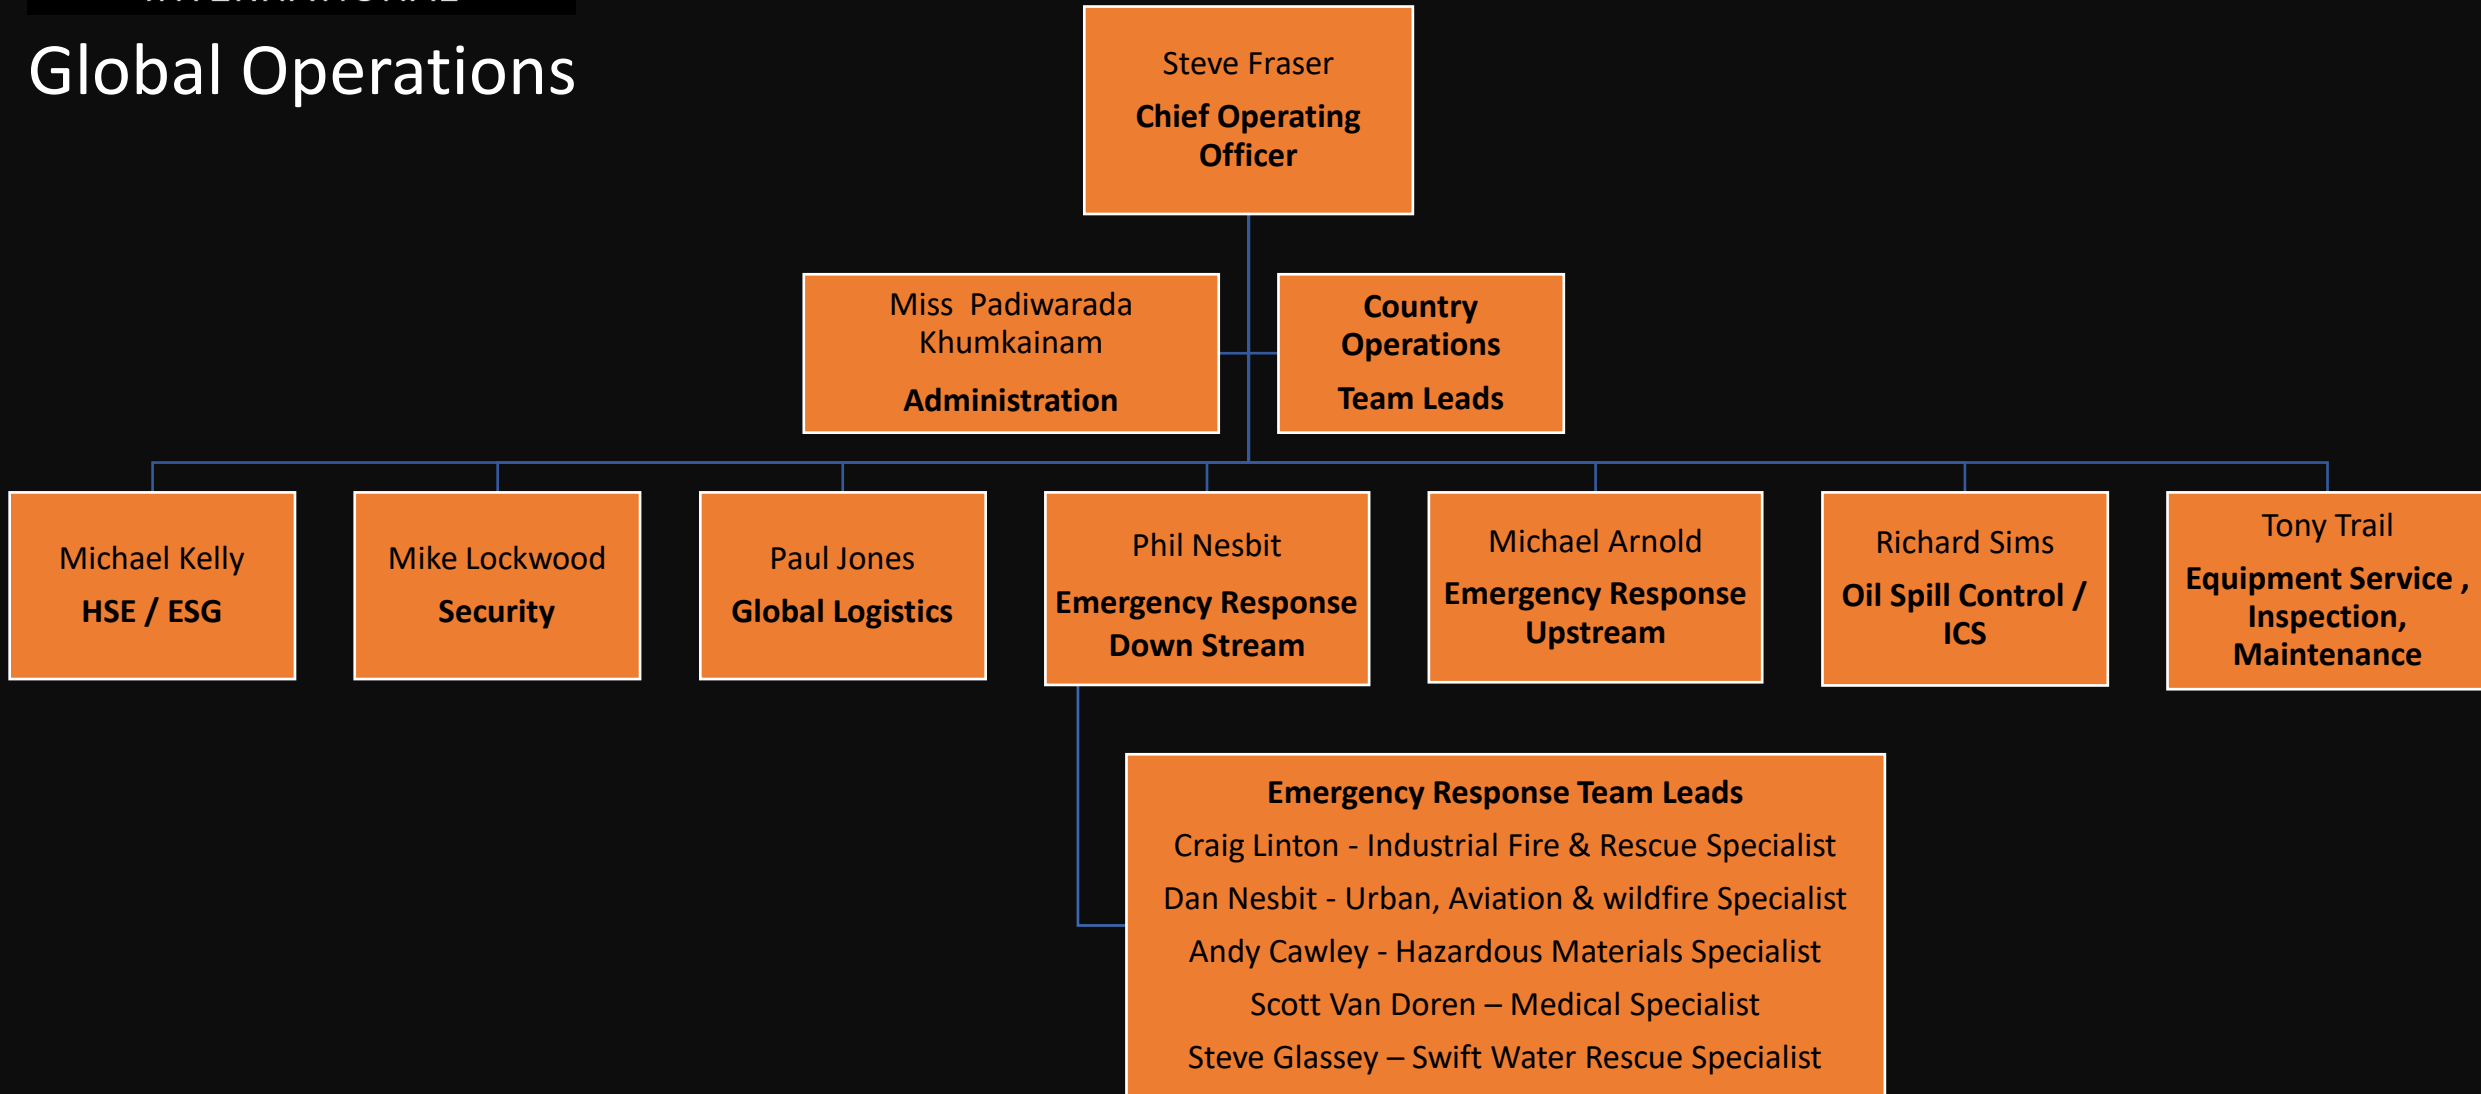 Global Operations
Steve Fraser
Chief Operating
Officer
Miss  Padiwarada
Khumkainam
Administration
Country
Operations
Team Leads
Michael Kelly
HSE / ESG
Mike Lockwood
Security
Paul Jones
Global Logistics
Phil Nesbit
Emergency Response
Down Stream
Michael Arnold
Emergency Response
Upstream
Richard Sims
Oil Spill Control /
ICS
Tony Trail
Equipment Service ,
Inspection,
Maintenance
Emergency Response Team Leads
Craig Linton - Industrial Fire & Rescue Specialist
Dan Nesbit - Urban, Aviation & wildfire Specialist
Andy Cawley - Hazardous Materials Specialist
Scott Van Doren – Medical Specialist
Steve Glassey – Swift Water Rescue Specialist